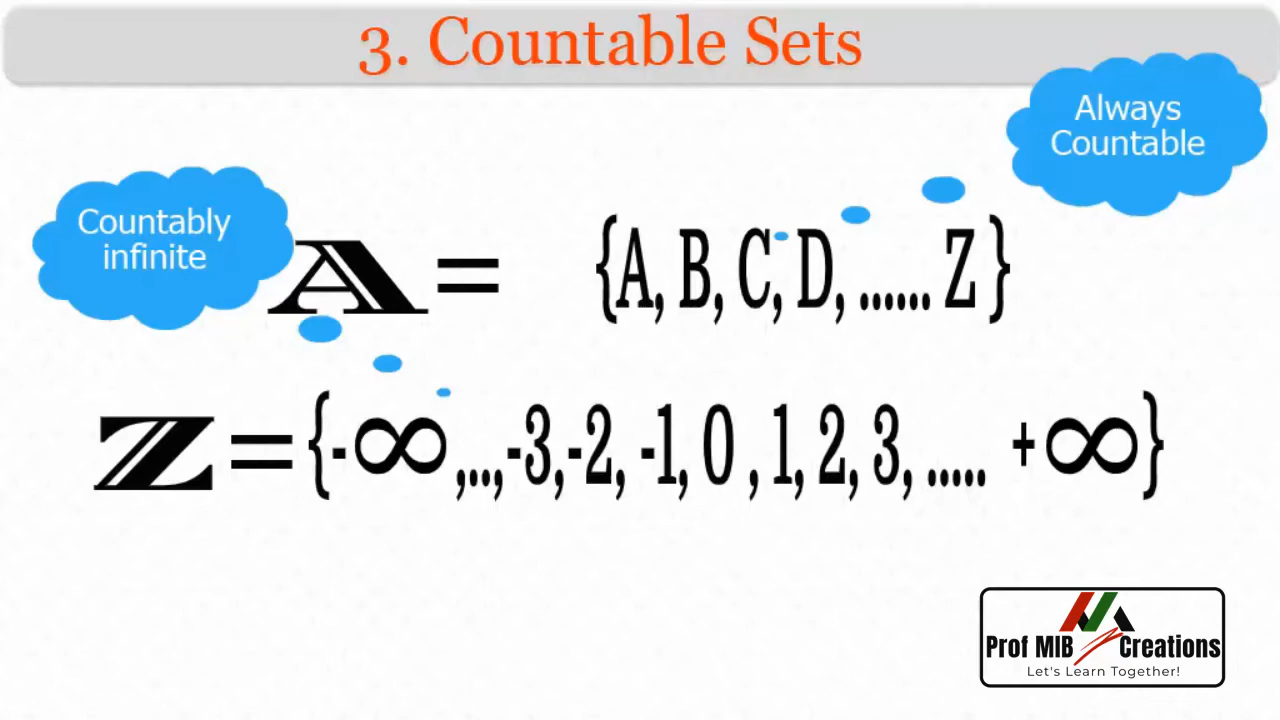 3. Countable Sets
Always
Countable
Countably
infinite
A = {A, B, C, D, ...... Z }
Z = {-∞,..,-3,-2, -1, 0 , 1, 2, 3, ..... +∞}
Prof MIB Creations
Let's Learn Together!